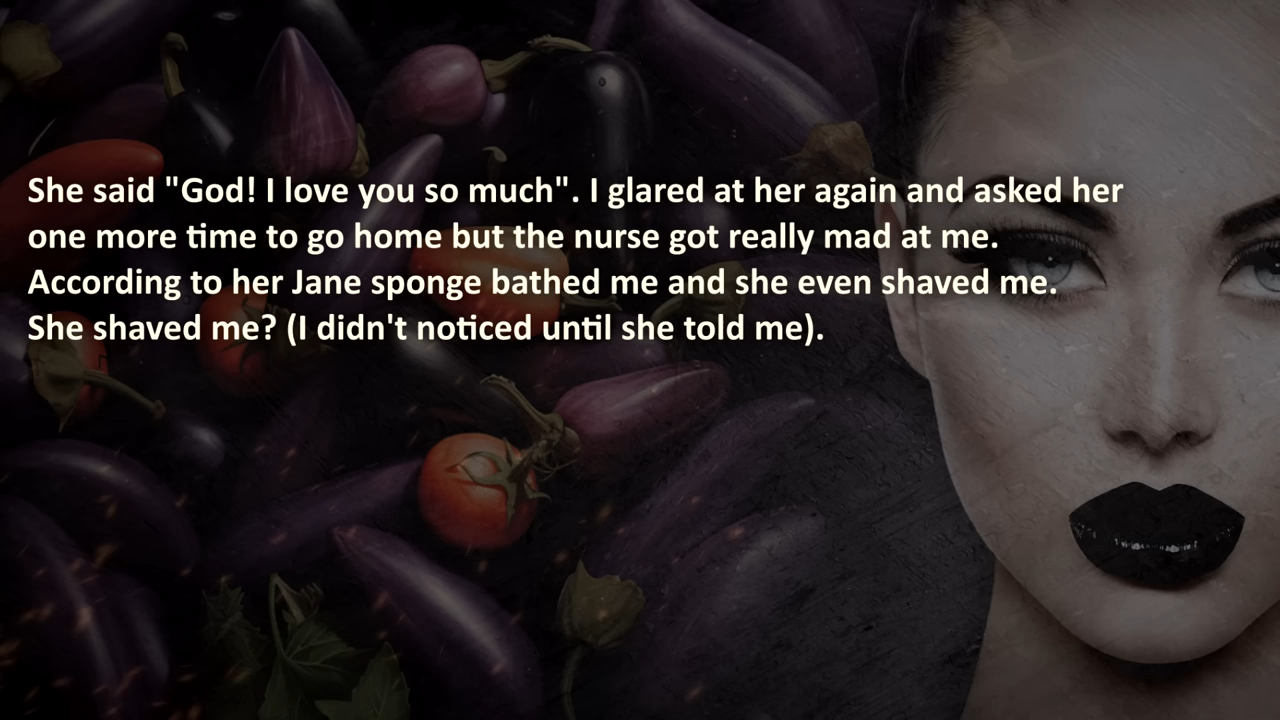 She said "God! I love you so much". I glared at her again and asked her
one more time to go home but the nurse got really mad at me.
According to her Jane sponge bathed me and she even shaved me.
She shaved me? (I didn't noticed until she told me).